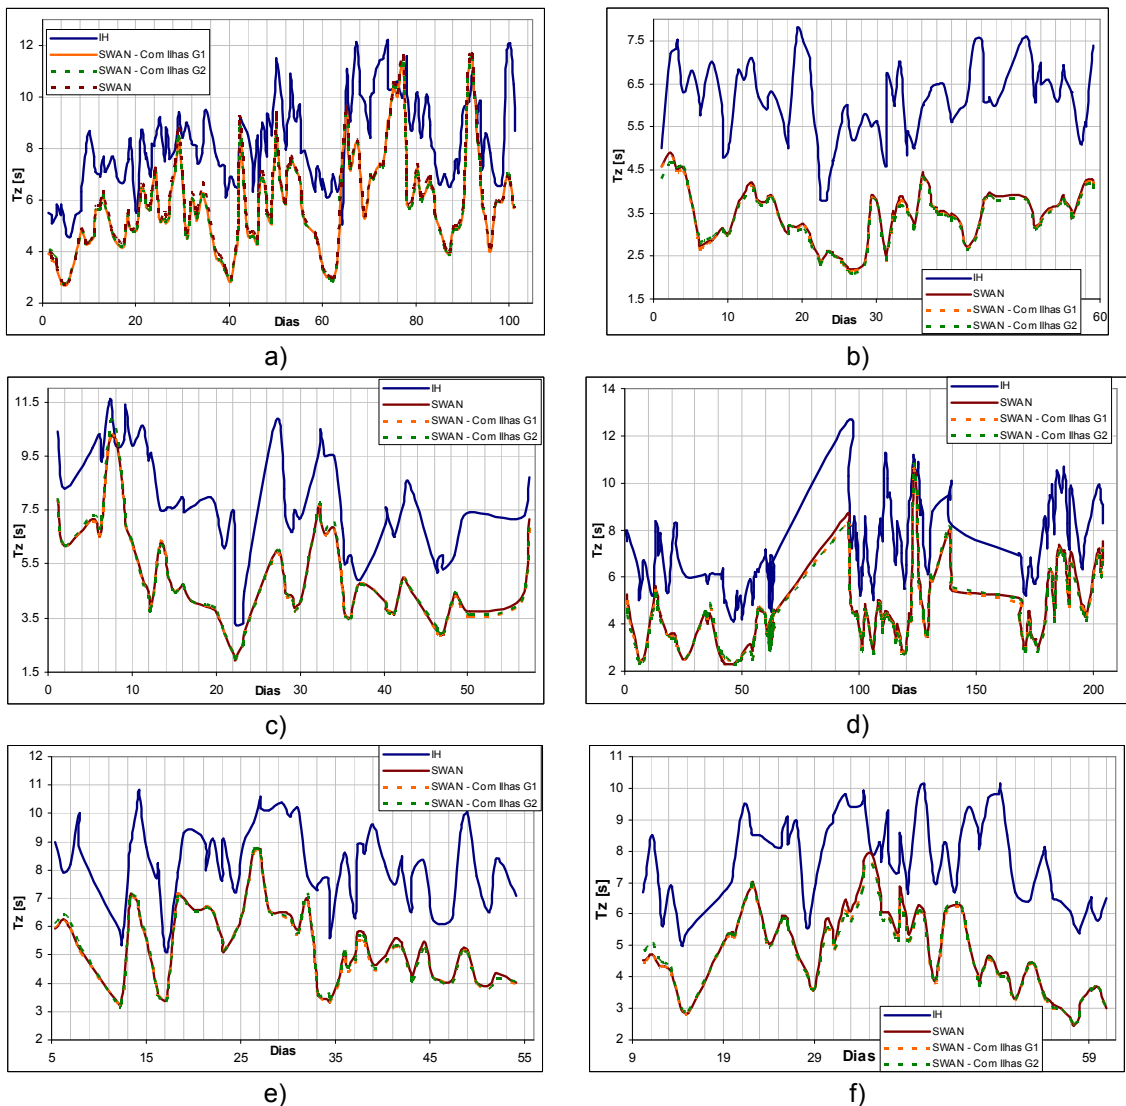 12
10
8
6
4
2
Tz [s]
IH
SWAN - Com Ilhas G1
SWAN - Com Ilhas G2
SWAN
0 20 40 60 80 100
Dias
a)
7.5
6.5
5.5
4.5
3.5
2.5
1.5
Tz [s]
IH
SWAN
SWAN - Com Ilhas G1
SWAN - Com Ilhas G2
0 10 20 30 60
Dias
b)
11.5
9.5
7.5
5.5
3.5
1.5
Tz [s]
IH
SWAN
SWAN - Com Ilhas G1
SWAN - Com Ilhas G2
0 10 20 30 40 50
Dias
c)
14
12
10
8
6
4
2
Tz [s]
IH
SWAN
SWAN - Com Ilhas G1
SWAN - Com Ilhas G2
0 50 100 150 200
Dias
d)
12
11
10
9
8
7
6
5
4
3
2
Tz [s]
IH
SWAN
SWAN - Com Ilhas G1
SWAN - Com Ilhas G2
5 15 25 35 45 55
Dias
e)
11
10
9
8
7
6
5
4
3
2
Tz [s]
IH
SWAN
SWAN - Com Ilhas G1
SWAN - Com Ilhas G2
9 19 29 59
Dias
f)